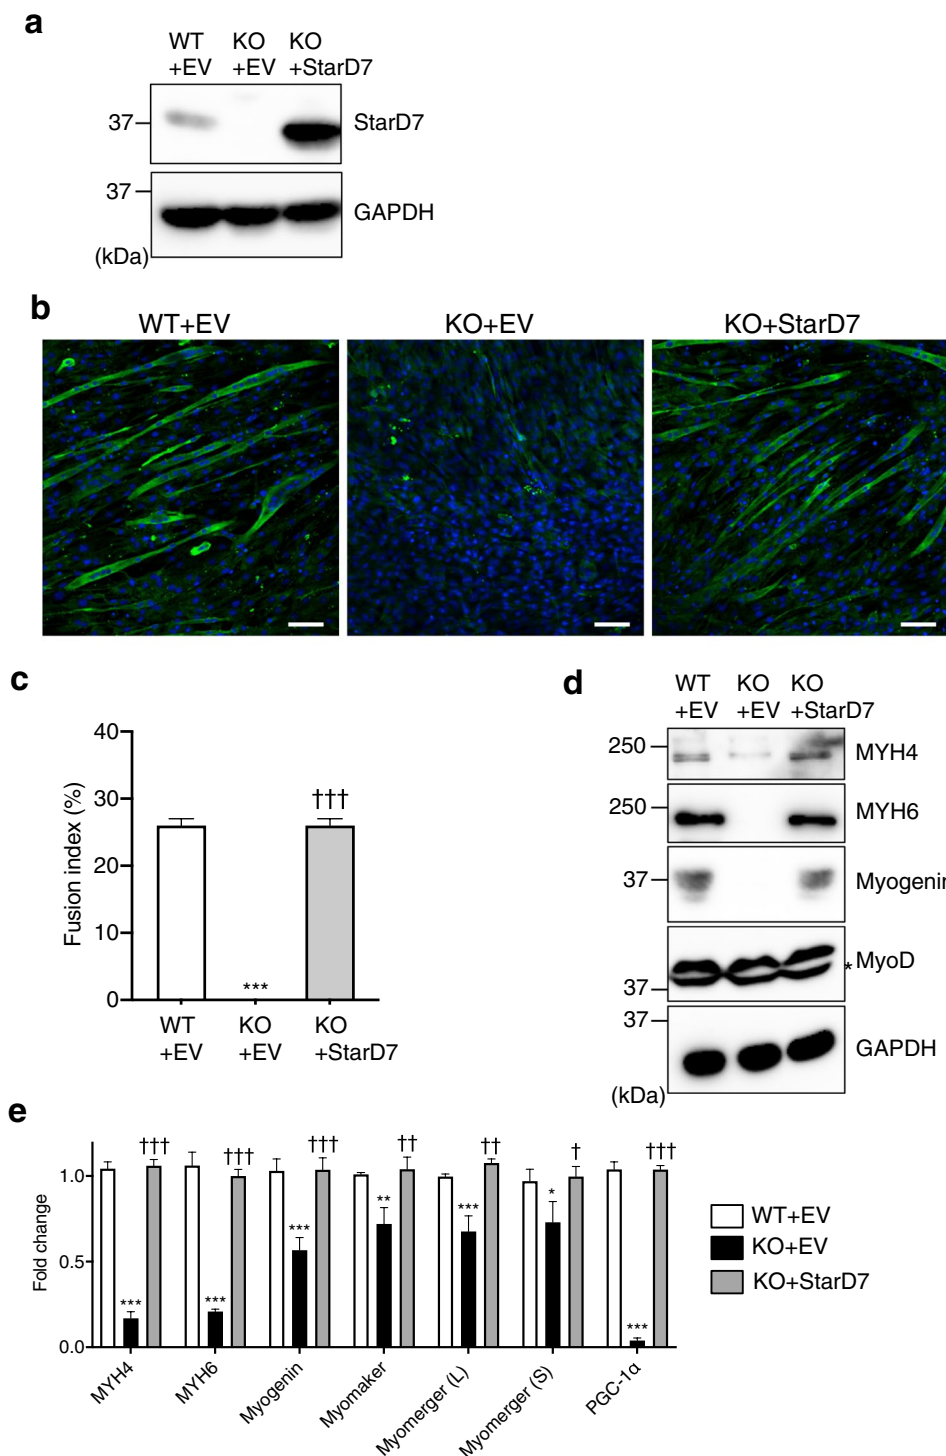 a
WT KO KO
+EV +EV +StarD7
37 StarD7
37
GAPDH
(kDa)
b
WT+EV KO+EV KO+StarD7
c
Fusion index (%)
40
30
20
10
0
***
†††
WT KO KO
+EV +EV +StarD7
d
WT KO KO
+EV +EV +StarD7
250 MYH4
250 MYH6
37 Myogenin
* MyoD
37
37
GAPDH
(kDa)
e
Fold change
1.0
0.5
0.0
††† ††† ††† †† †† † †††
*** *** *** ** *** * ***
MYH4 MYH6 Myogenin Myomaker Myomerger (L) Myomerger (S) PGC-1α
WT+EV
KO+EV
KO+StarD7